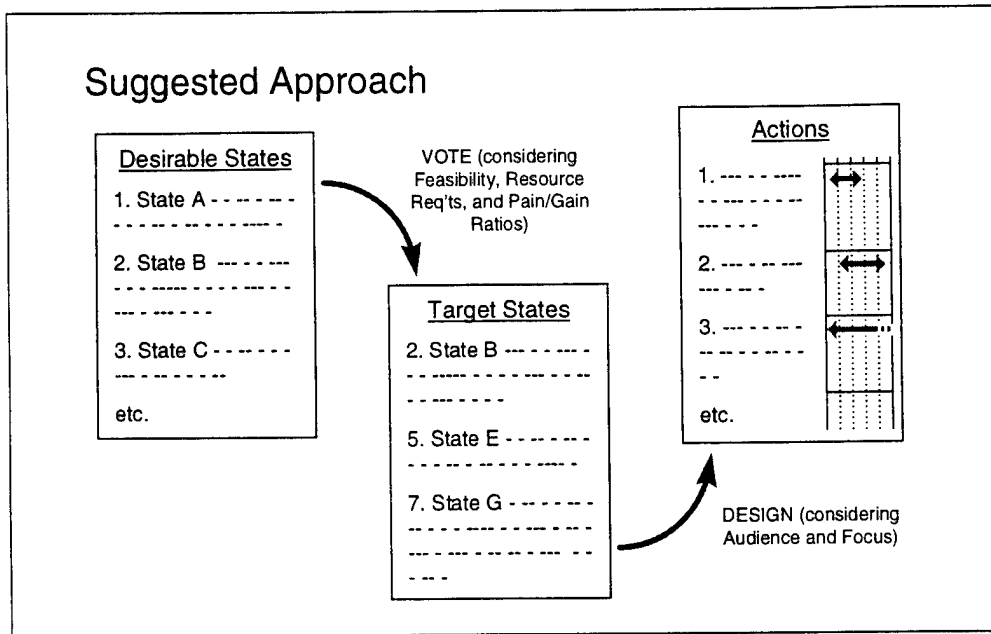 Suggested Approach
Desirable States
1. State A
2. State B
3. State C
etc.
VOTE (considering
Feasibility, Resource
Req'ts, and Pain/Gain
Ratios)
Target States
2. State B
5. State E
7. State G
Actions
1.
2.
3.
etc.
DESIGN (considering
Audience and Focus)